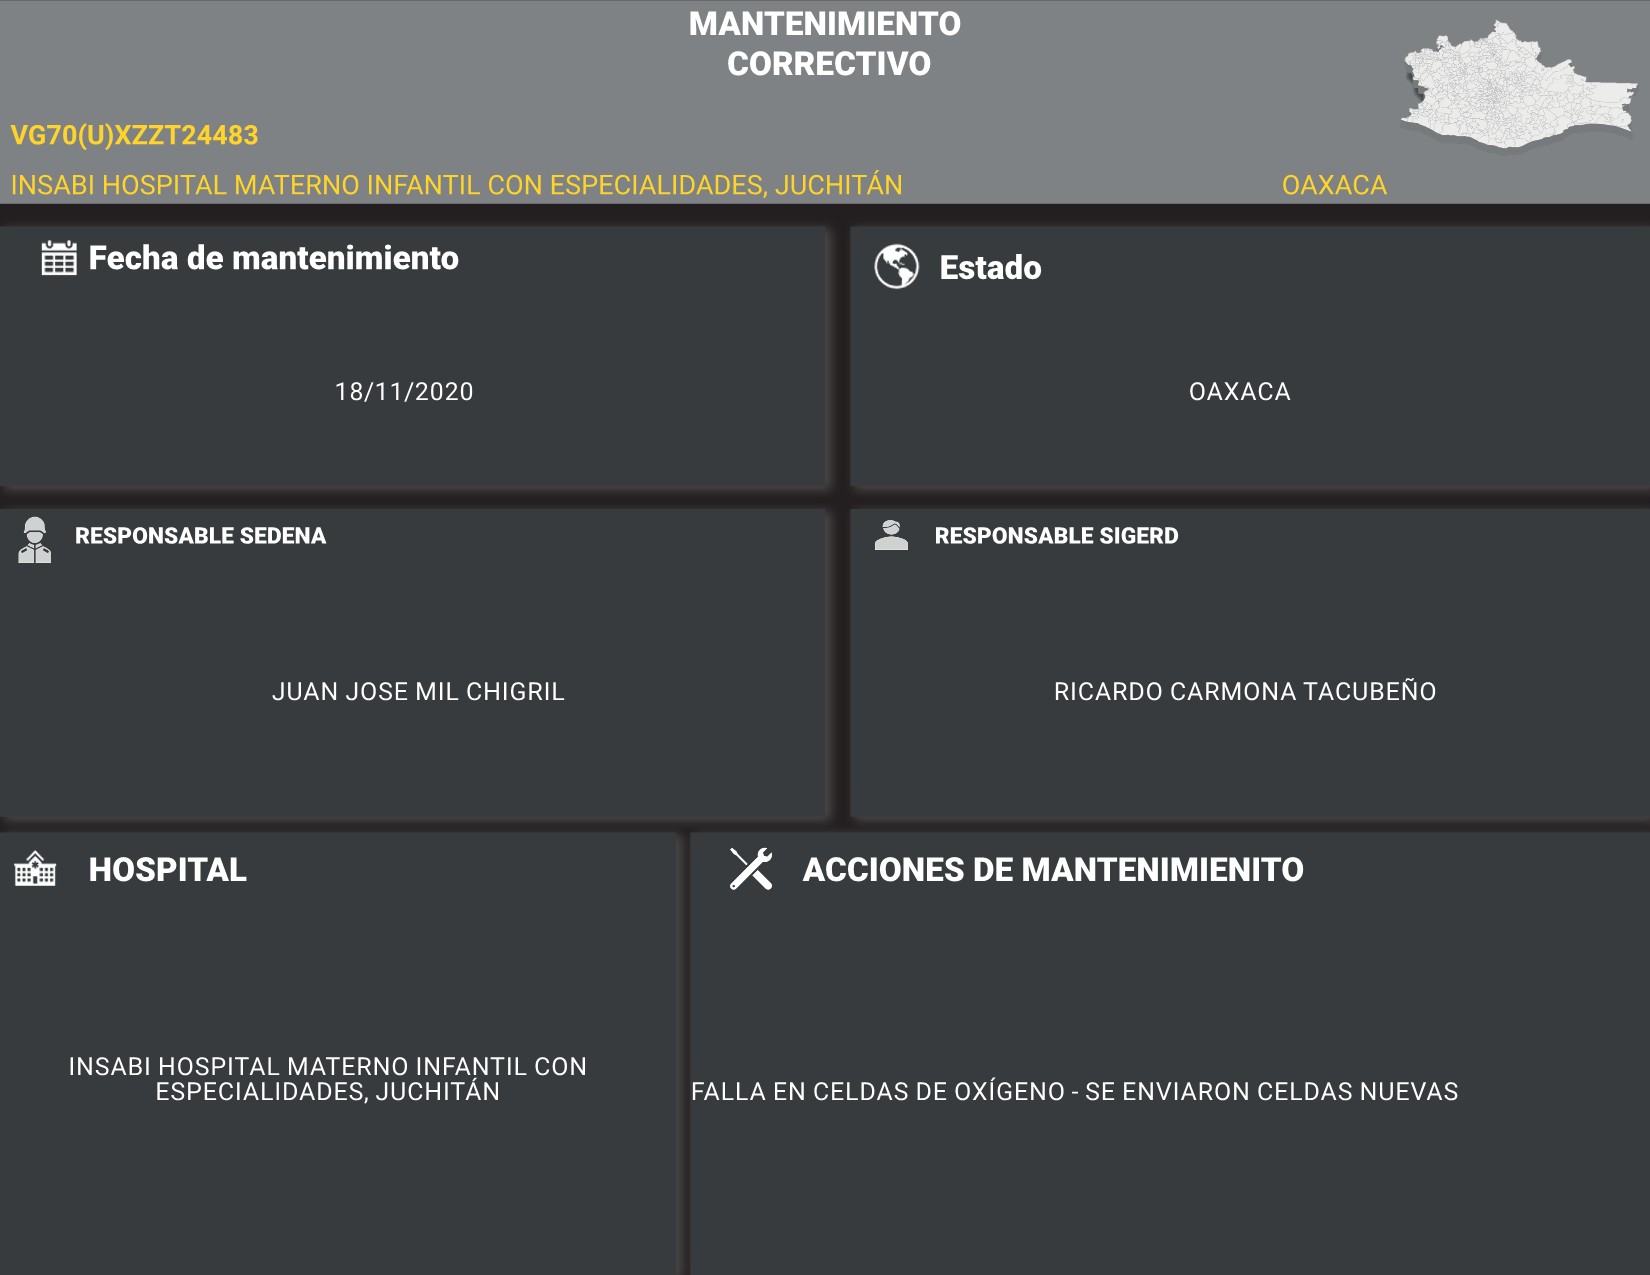 MANTENIMIENTO
CORRECTIVO
VG70(U)XZZT24483
INSABI HOSPITAL MATERNO INFANTIL CON ESPECIALIDADES, JUCHITÁN
OAXACA
Fecha de mantenimiento
18/11/2020
Estado
OAXACA
RESPONSABLE SEDENA
JUAN JOSE MIL CHIGRIL
RESPONSABLE SIGERD
RICARDO CARMONA TACUBEÑO
HOSPITAL
INSABI HOSPITAL MATERNO INFANTIL CON
ESPECIALIDADES, JUCHITÁN
ACCIONES DE MANTENIMIENITO
FALLA EN CELDAS DE OXÍGENO - SE ENVIARON CELDAS NUEVAS